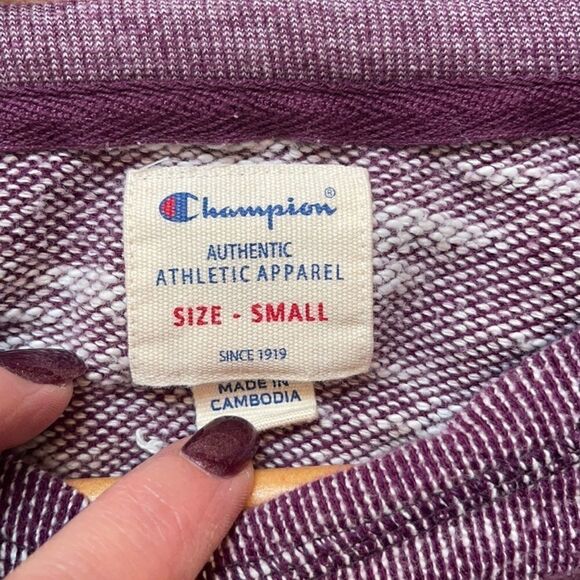 Champion®
AUTHENTIC
ATHLETIC APPAREL
SIZE - SMALL
SINCE 1919
MADE IN
CAMBODIA